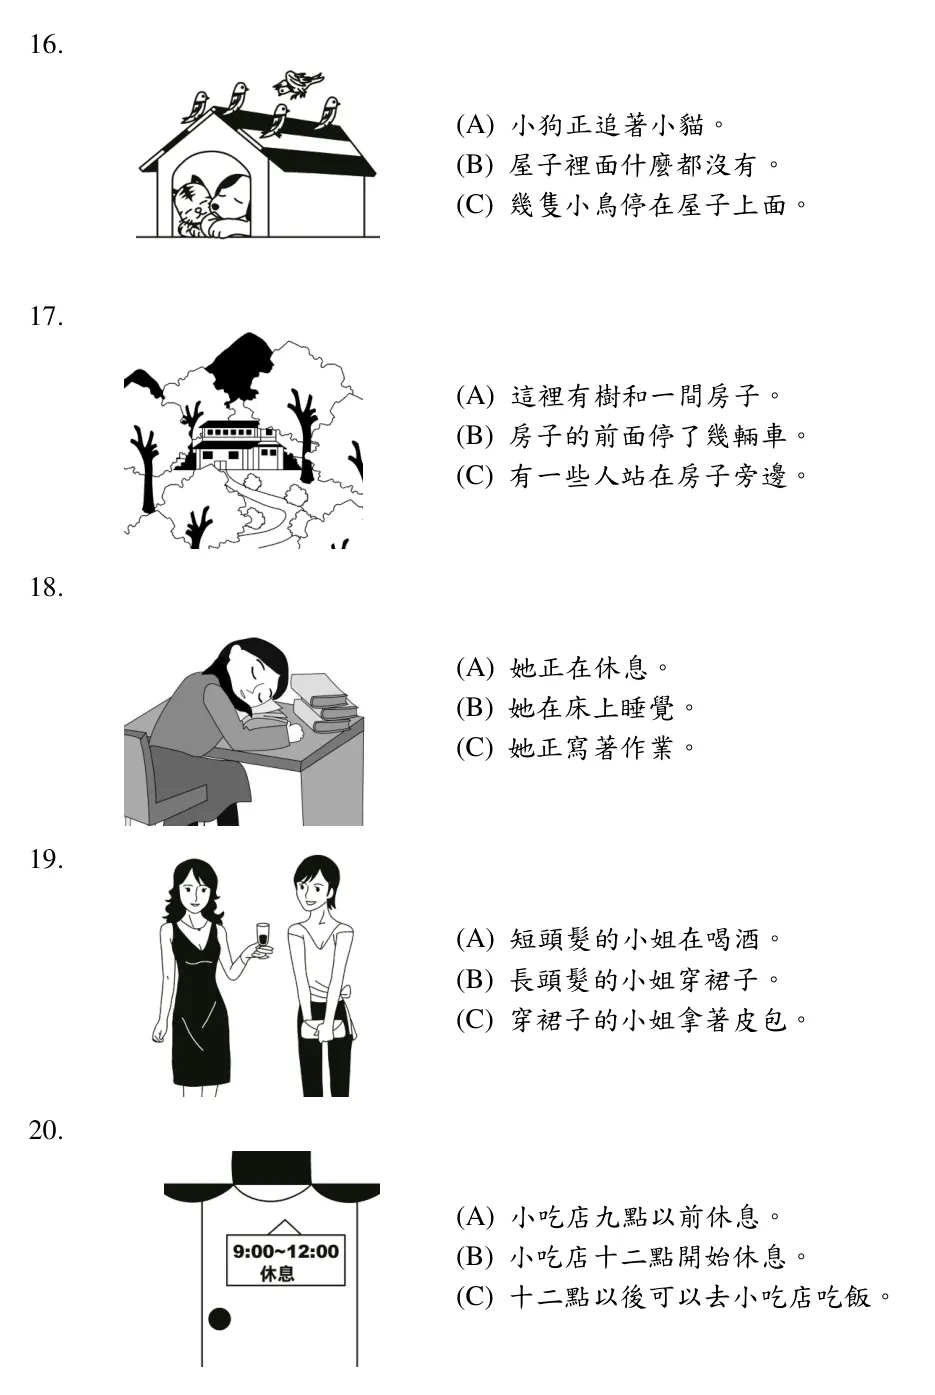 16.
(A) 小狗正追著小貓。
(B) 屋子裡面什麼都沒有。
(C) 幾隻小鳥停在屋子上面。
17.
(A) 這裡有樹和一間房子。
(B) 房子的前面停了幾輛車。
(C) 有一些人站在房子旁邊。
18.
(A) 她正在休息。
(B) 她在床上睡覺。
(C) 她正寫著作業。
19.
(A) 短頭髮的小姐在喝酒。
(B) 長頭髮的小姐穿裙子。
(C) 穿裙子的小姐拿著皮包。
20.
9:00~12:00
休息
(A) 小吃店九點以前休息。
(B) 小吃店十二點開始休息。
(C) 十二點以後可以去小吃店吃飯。